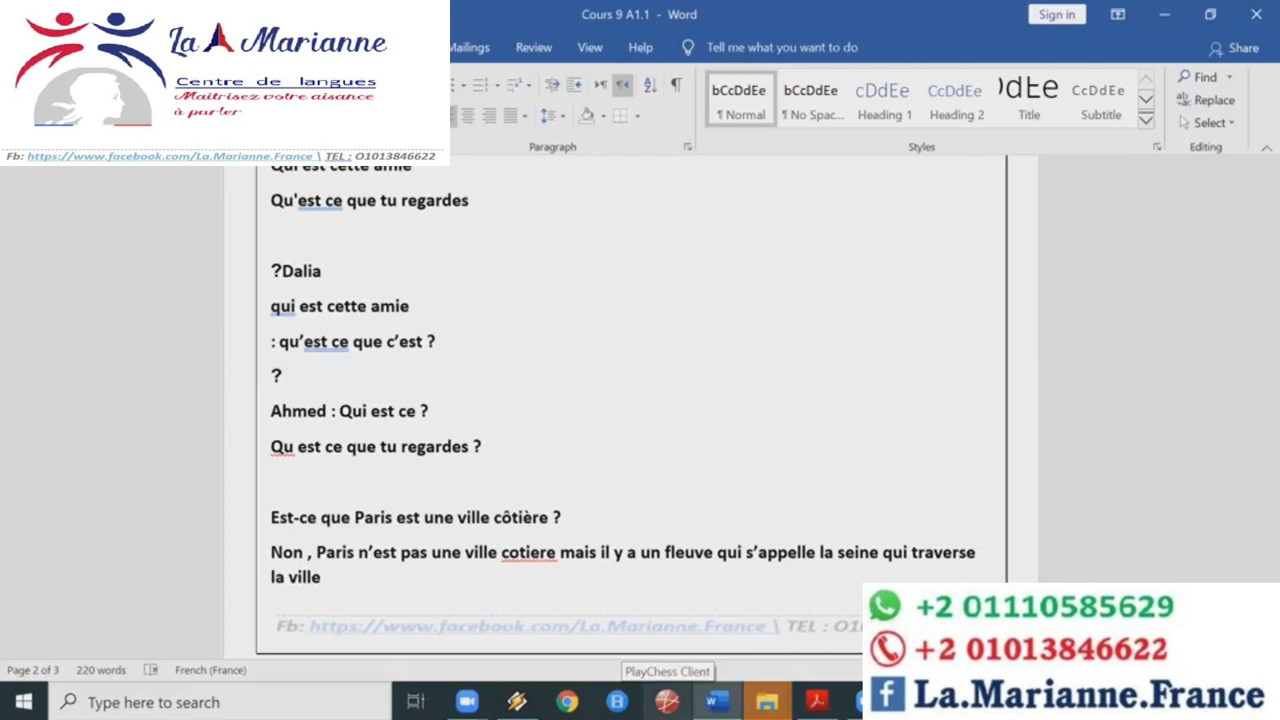 Cours 9 A1.1 - Word
Sign in
La Marianne
Centre de langues
Maîtrisez votre aisance
à parler
Fb: https://www.facebook.com/La.Marianne.France \ TEL : O1013846622
Mailings Review View Help Tell me what you want to do Share
bCcDdEe bCcDdEe cDdEe CcDdEe DdEe CcDdEe
¶ Normal ¶ No Spac... Heading 1 Heading 2 Title Subtitle
Find
Replace
Select
Paragraph Styles Editing
Qui est cette amie
Qu'est ce que tu regardes
?Dalia
qui est cette amie
: qu’est ce que c’est ?
?
Ahmed : Qui est ce ?
Qu est ce que tu regardes ?
Est-ce que Paris est une ville côtière ?
Non , Paris n’est pas une ville cotiere mais il y a un fleuve qui s’appelle la seine qui traverse
la ville
Fb: https://www.facebook.com/La.Marianne.France \ TEL :
+2 01110585629
+2 01013846622
La.Marianne.France
Page 2 of 3 220 words French (France)
PlayChess Client
Type here to search